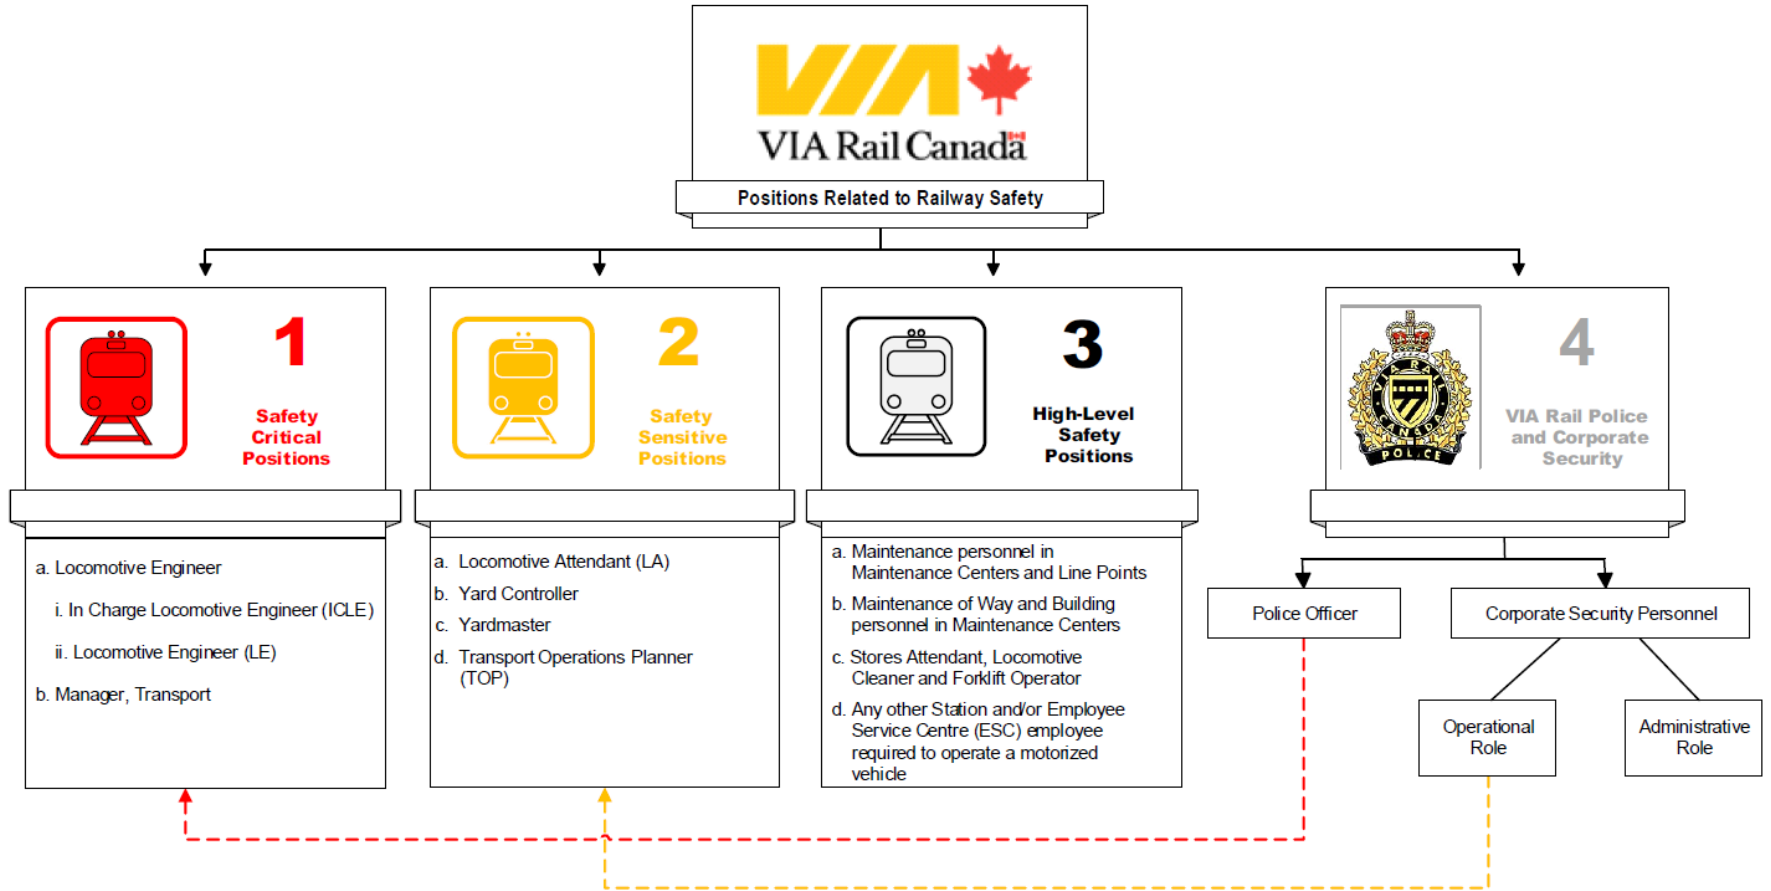 VIA
VIA Rail Canada
Positions Related to Railway Safety
1
Safety
Critical
Positions
a. Locomotive Engineer
i. In Charge Locomotive Engineer (ICLE)
ii. Locomotive Engineer (LE)
b. Manager, Transport
2
Safety
Sensitive
Positions
a. Locomotive Attendant (LA)
b. Yard Controller
c. Yardmaster
d. Transport Operations Planner
(TOP)
3
High-Level
Safety
Positions
a. Maintenance personnel in
Maintenance Centers and Line Points
b. Maintenance of Way and Building
personnel in Maintenance Centers
c. Stores Attendant, Locomotive
Cleaner and Forklift Operator
d. Any other Station and/or Employee
Service Centre (ESC) employee
required to operate a motorized
vehicle
VIA RAIL
CANADA
POLICE
4
VIA Rail Police
and Corporate
Security
Police Officer
Corporate Security Personnel
Operational
Role
Administrative
Role